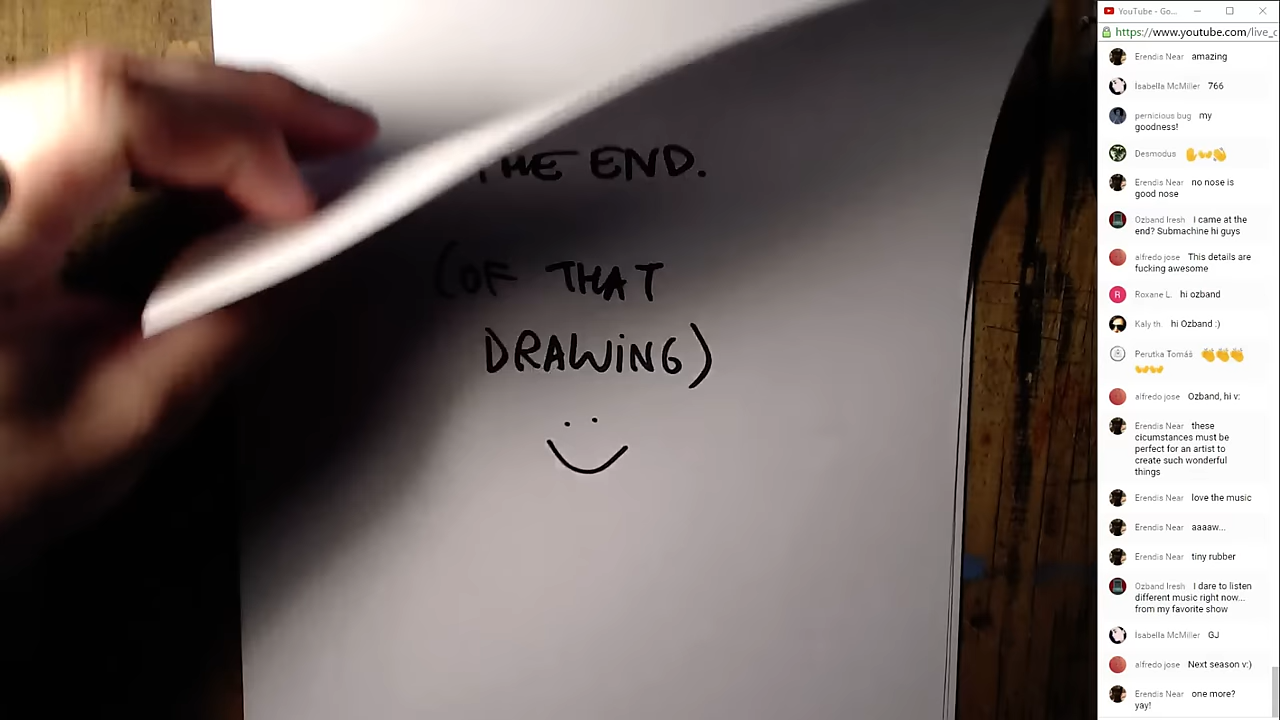 THE END.
(OF THAT
DRAWiNG)
YouTube - Go...
https://www.youtube.com/live_c
Erendis Near amazing
Isabella McMiller 766
pernicious bug my
goodness!
Desmodus
Erendis Near no nose is
good nose
Ozband Iresh I came at the
end? Submachine hi guys
alfredo jose This details are
fucking awesome
R
Roxane L. hi ozband
Kaly th. hi Ozband :)
Perutka Tomáš
alfredo jose Ozband, hi v:
Erendis Near these
cicumstances must be
perfect for an artist to
create such wonderful
things
Erendis Near love the music
Erendis Near aaaaw...
Erendis Near tiny rubber
Ozband Iresh I dare to listen
different music right now...
from my favorite show
Isabella McMiller GJ
alfredo jose Next season v:)
Erendis Near one more?
yay!